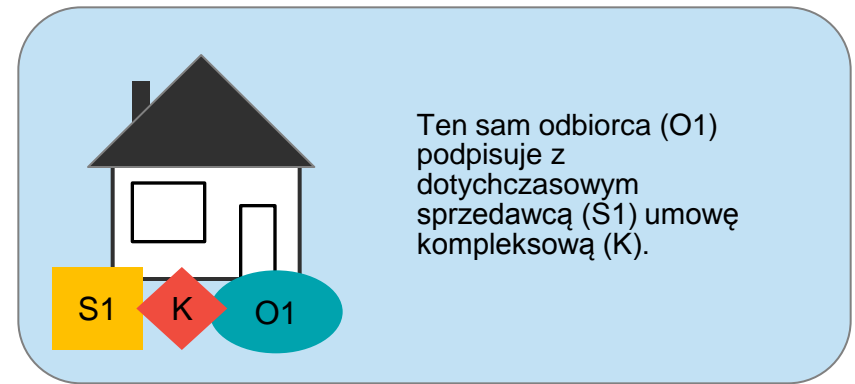 Ten sam odbiorca (O1)
podpisuje z
dotychczasowym
sprzedawcą (S1) umowę
kompleksową (K).
S1 K O1